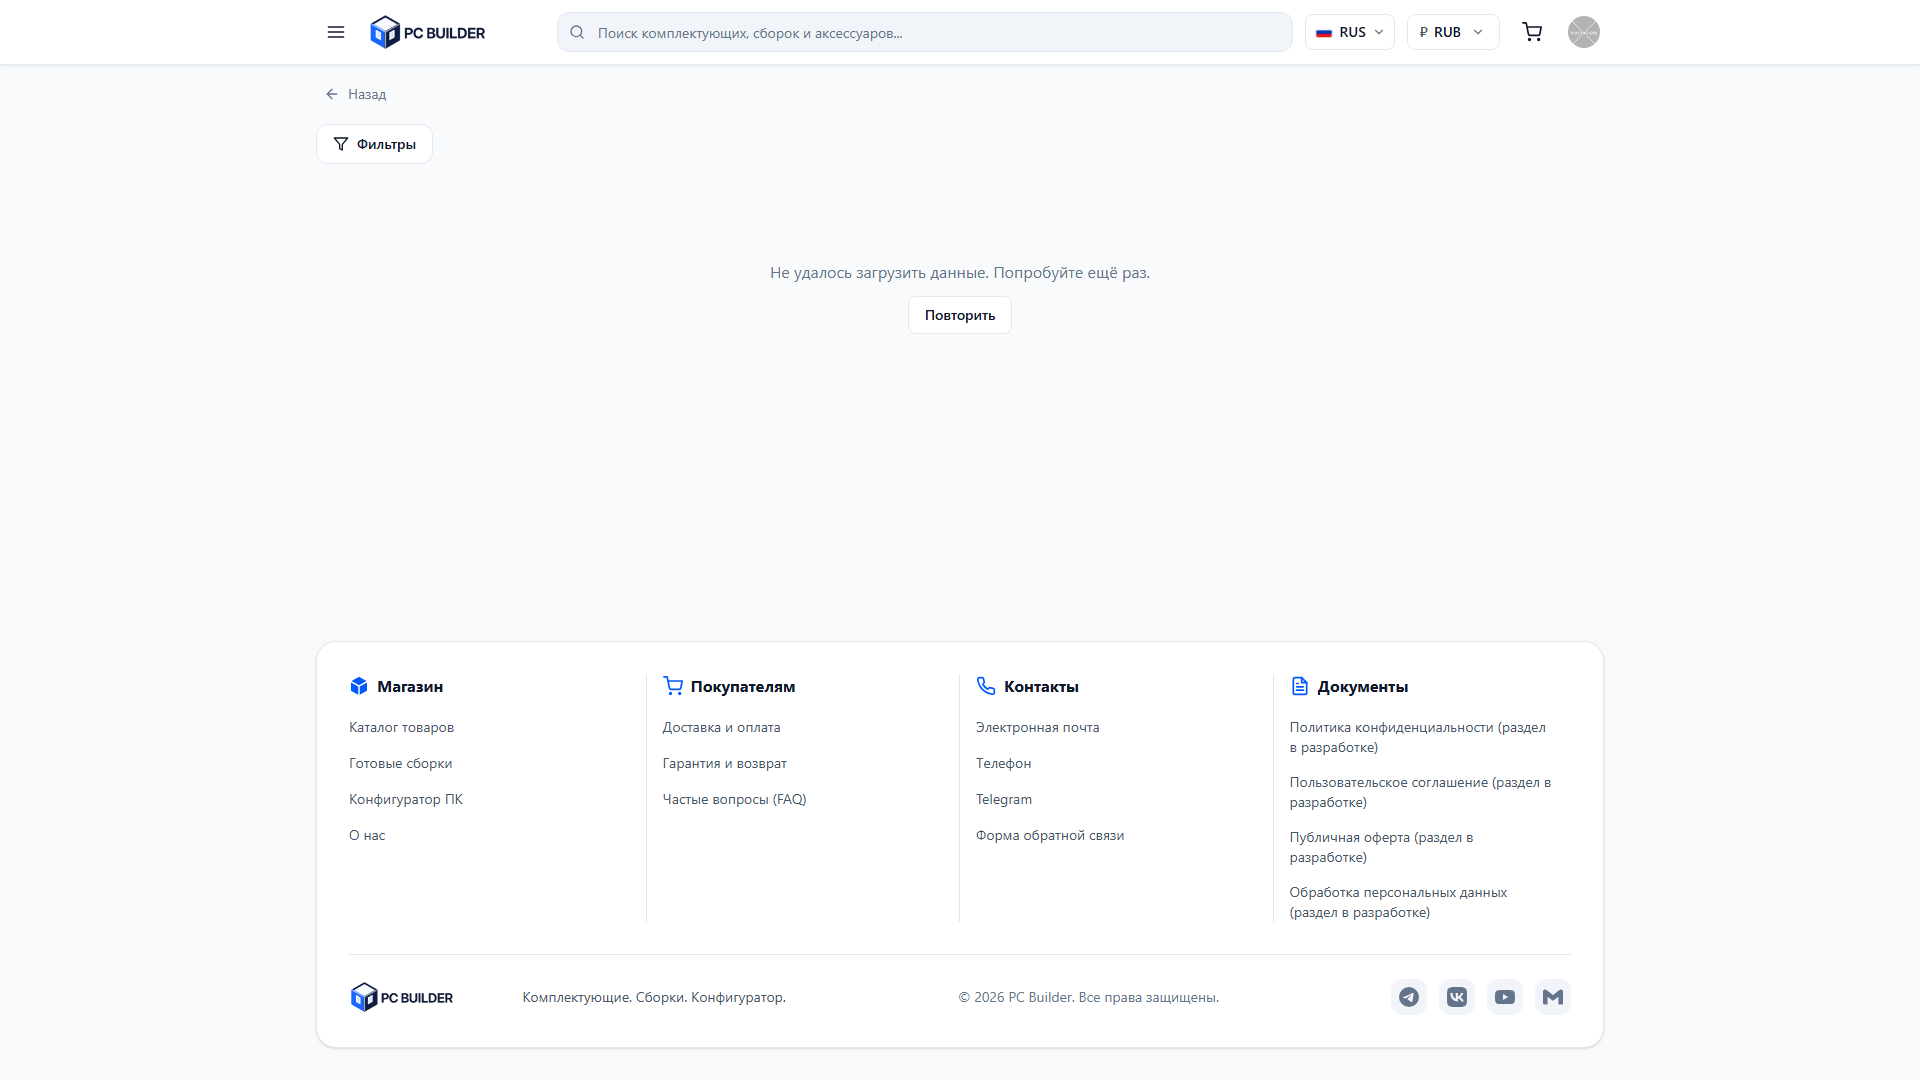 PC BUILDER
Поиск комплектующих, сборок и аксессуаров...
RUS
₽ RUB
Назад
Фильтры
Не удалось загрузить данные. Попробуйте ещё раз.
Повторить
Магазин
Каталог товаров
Готовые сборки
Конфигуратор ПК
О нас
Покупателям
Доставка и оплата
Гарантия и возврат
Частые вопросы (FAQ)
Контакты
Электронная почта
Телефон
Telegram
Форма обратной связи
Документы
Политика конфиденциальности (раздел
в разработке)
Пользовательское соглашение (раздел в
разработке)
Публичная оферта (раздел в
разработке)
Обработка персональных данных
(раздел в разработке)
PC BUILDER
Комплектующие. Сборки. Конфигуратор.
© 2026 PC Builder. Все права защищены.